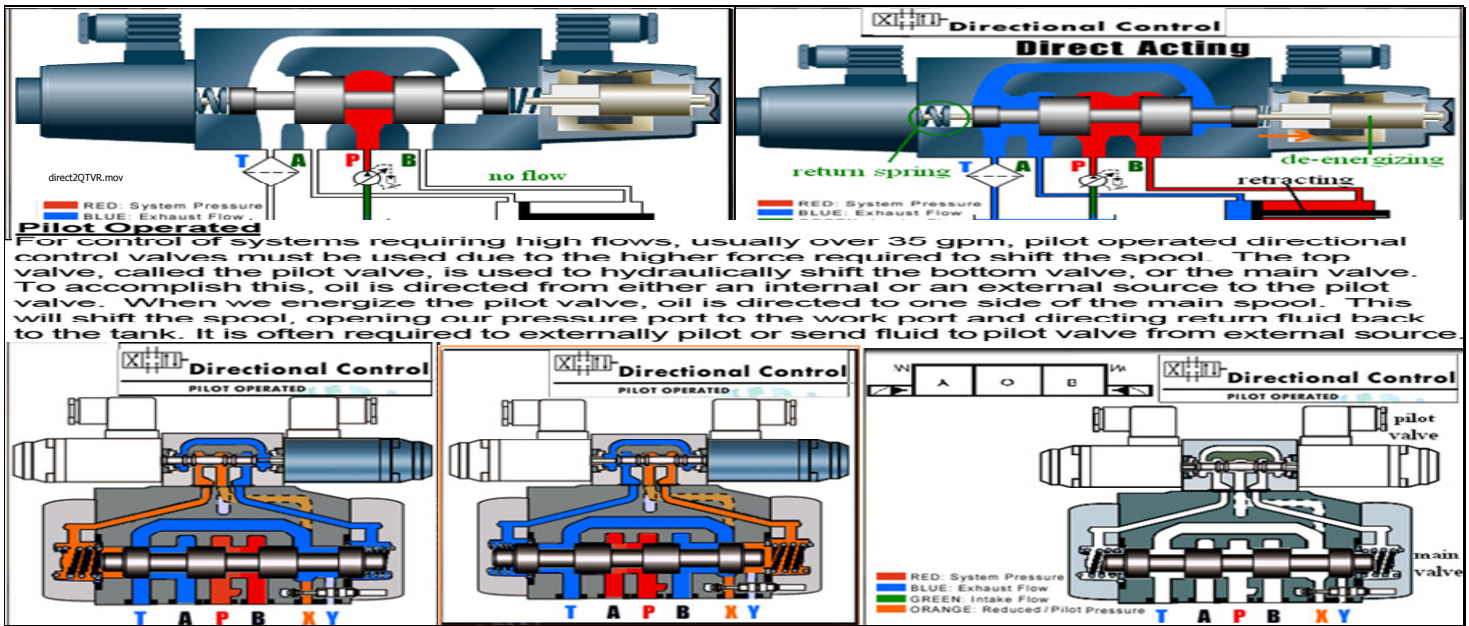 Directional Control
Direct Acting
T A P B
direct2QTVR.mov
no flow
RED: System Pressure
BLUE: Exhaust Flow
return spring
T A P B
de-energizing
retracting
RED: System Pressure
BLUE: Exhaust Flow
Pilot Operated
For control of systems requiring high flows, usually over 35 gpm, pilot operated directional
control valves must be used due to the higher force required to shift the spool. The top
valve, called the pilot valve, is used to hydraulically shift the bottom valve, or the main valve.
To accomplish this, oil is directed from either an internal or an external source to the pilot
valve. When we energize the pilot valve, oil is directed to one side of the main spool. This
will shift the spool, opening our pressure port to the work port and directing return fluid back
to the tank. It is often required to externally pilot or send fluid to pilot valve from external source.
Directional Control
PILOT OPERATED
T A P B X Y
Directional Control
PILOT OPERATED
T A P B X Y
A O B
Directional Control
PILOT OPERATED
pilot
valve
main
valve
RED: System Pressure
BLUE: Exhaust Flow
GREEN: Intake Flow
ORANGE: Reduced/Pilot Pressure
T A P B X Y